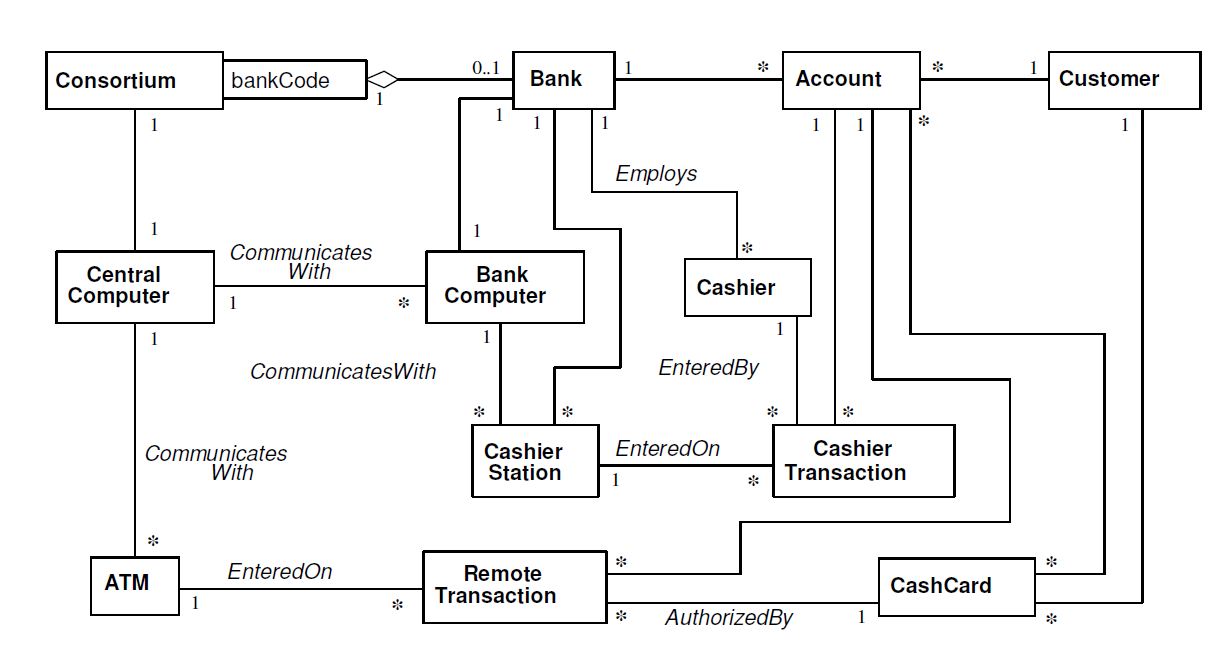 Consortium
bankCode
1
0..1
Bank
1
*
Account
*
1
Customer
1
1
1
1
1
1
*
1
Employs
1
1
*
Communicates
With
1
*
Central
Computer
Bank
Computer
Cashier
1
1
1
CommunicatesWith
EnteredBy
*
*
*
*
Communicates
With
Cashier
Station
EnteredOn
1
*
Cashier
Transaction
*
ATM
EnteredOn
1
*
Remote
Transaction
*
*
AuthorizedBy
1
CashCard
*
*